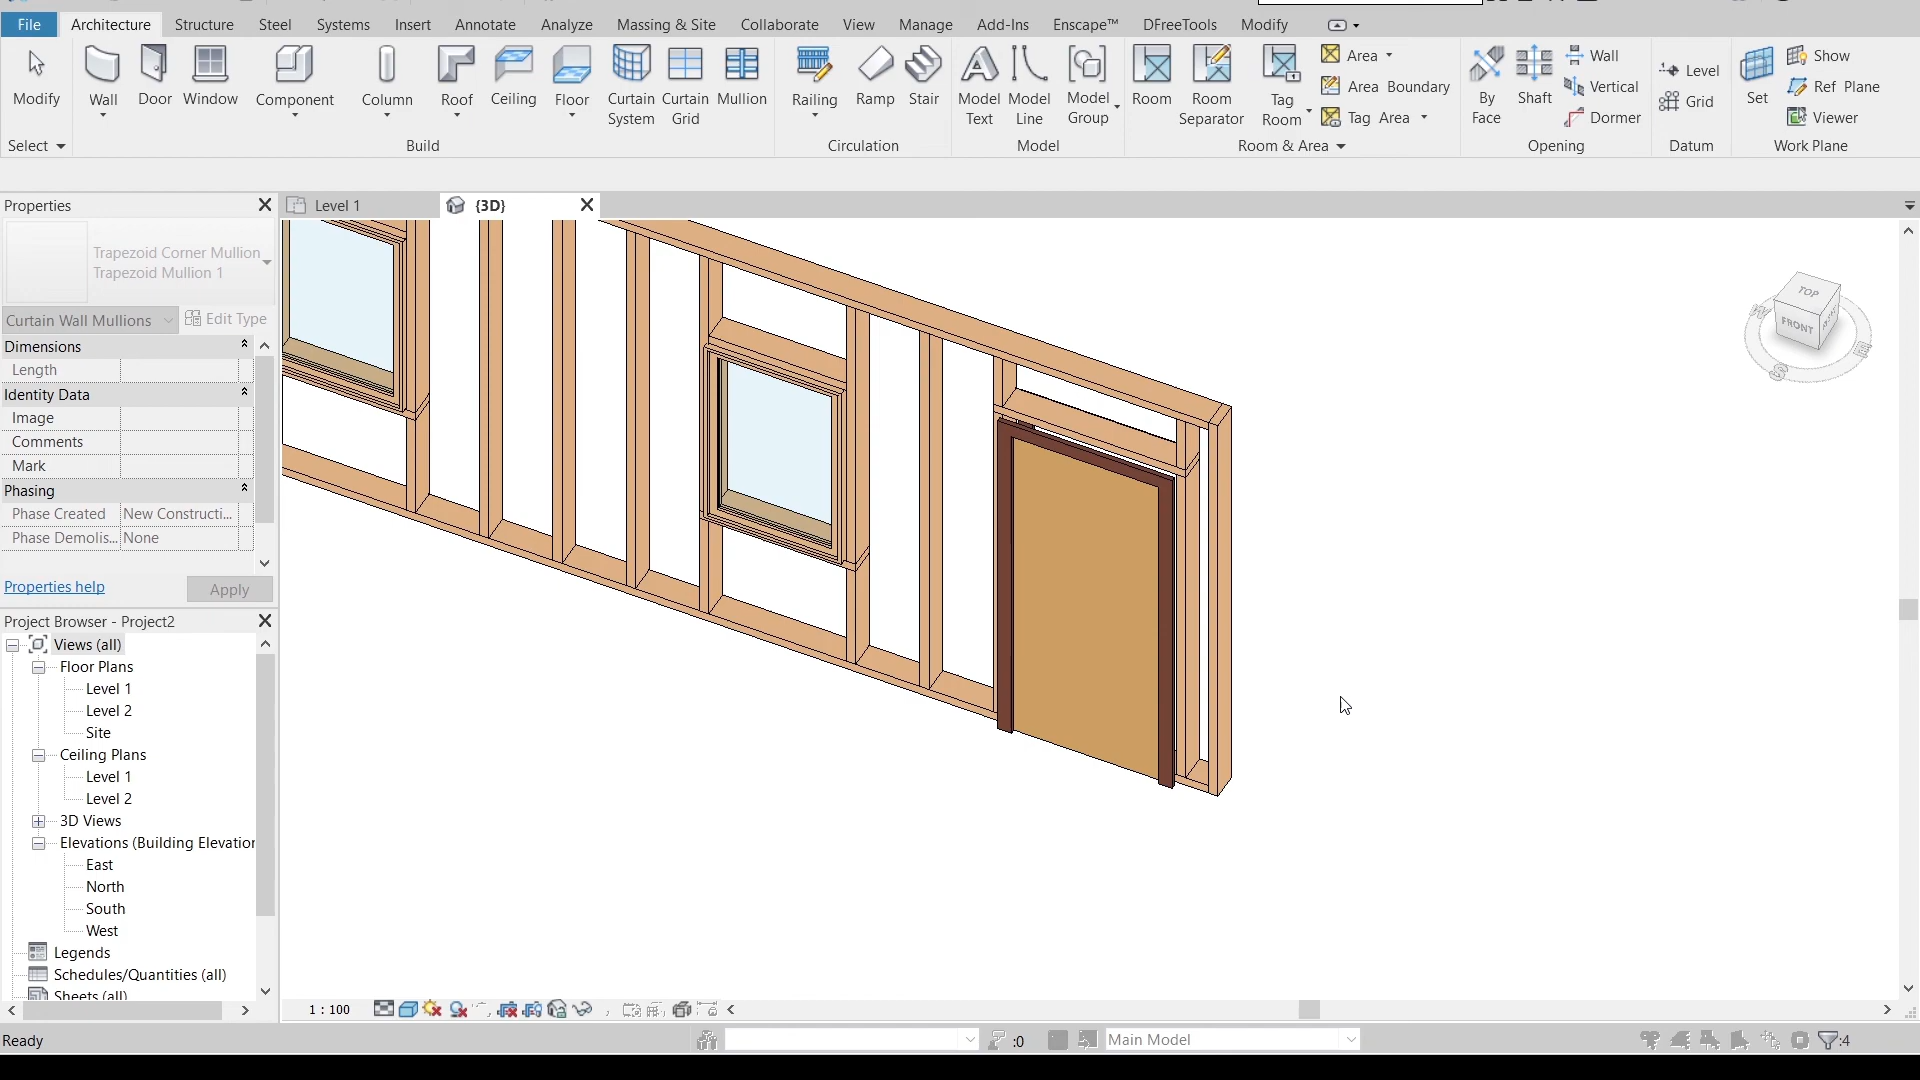 File Architecture Structure Steel Systems Insert Annotate Analyze Massing & Site Collaborate View Manage Add-Ins Enscape™ DFreeTools Modify
Modify
Wall
Door
Window
Component
Column
Roof
Ceiling
Floor
Curtain System
Curtain Grid
Mullion
Railing
Ramp
Stair
Model Text
Model Line
Model Group
Room
Room Separator
Tag Room
Area
Area Boundary
Tag Area
By Face
Shaft
Wall
Vertical
Dormer
Level
Grid
Set
Show
Ref Plane
Viewer
Select Build Circulation Model Room & Area Opening Datum Work Plane
Properties
Level 1
{3D}
Trapezoid Corner Mullion
Trapezoid Mullion 1
Curtain Wall Mullions Edit Type
Dimensions
Length
Identity Data
Image
Comments
Mark
Phasing
Phase Created New Constructi...
Phase Demolis... None
Properties help Apply
Project Browser - Project2
Views (all)
Floor Plans
Level 1
Level 2
Site
Ceiling Plans
Level 1
Level 2
3D Views
Elevations (Building Elevation
East
North
South
West
Legends
Schedules/Quantities (all)
Sheets (all)
TOP
FRONT
W
S
E
1 : 100
Ready
:0
Main Model
:4